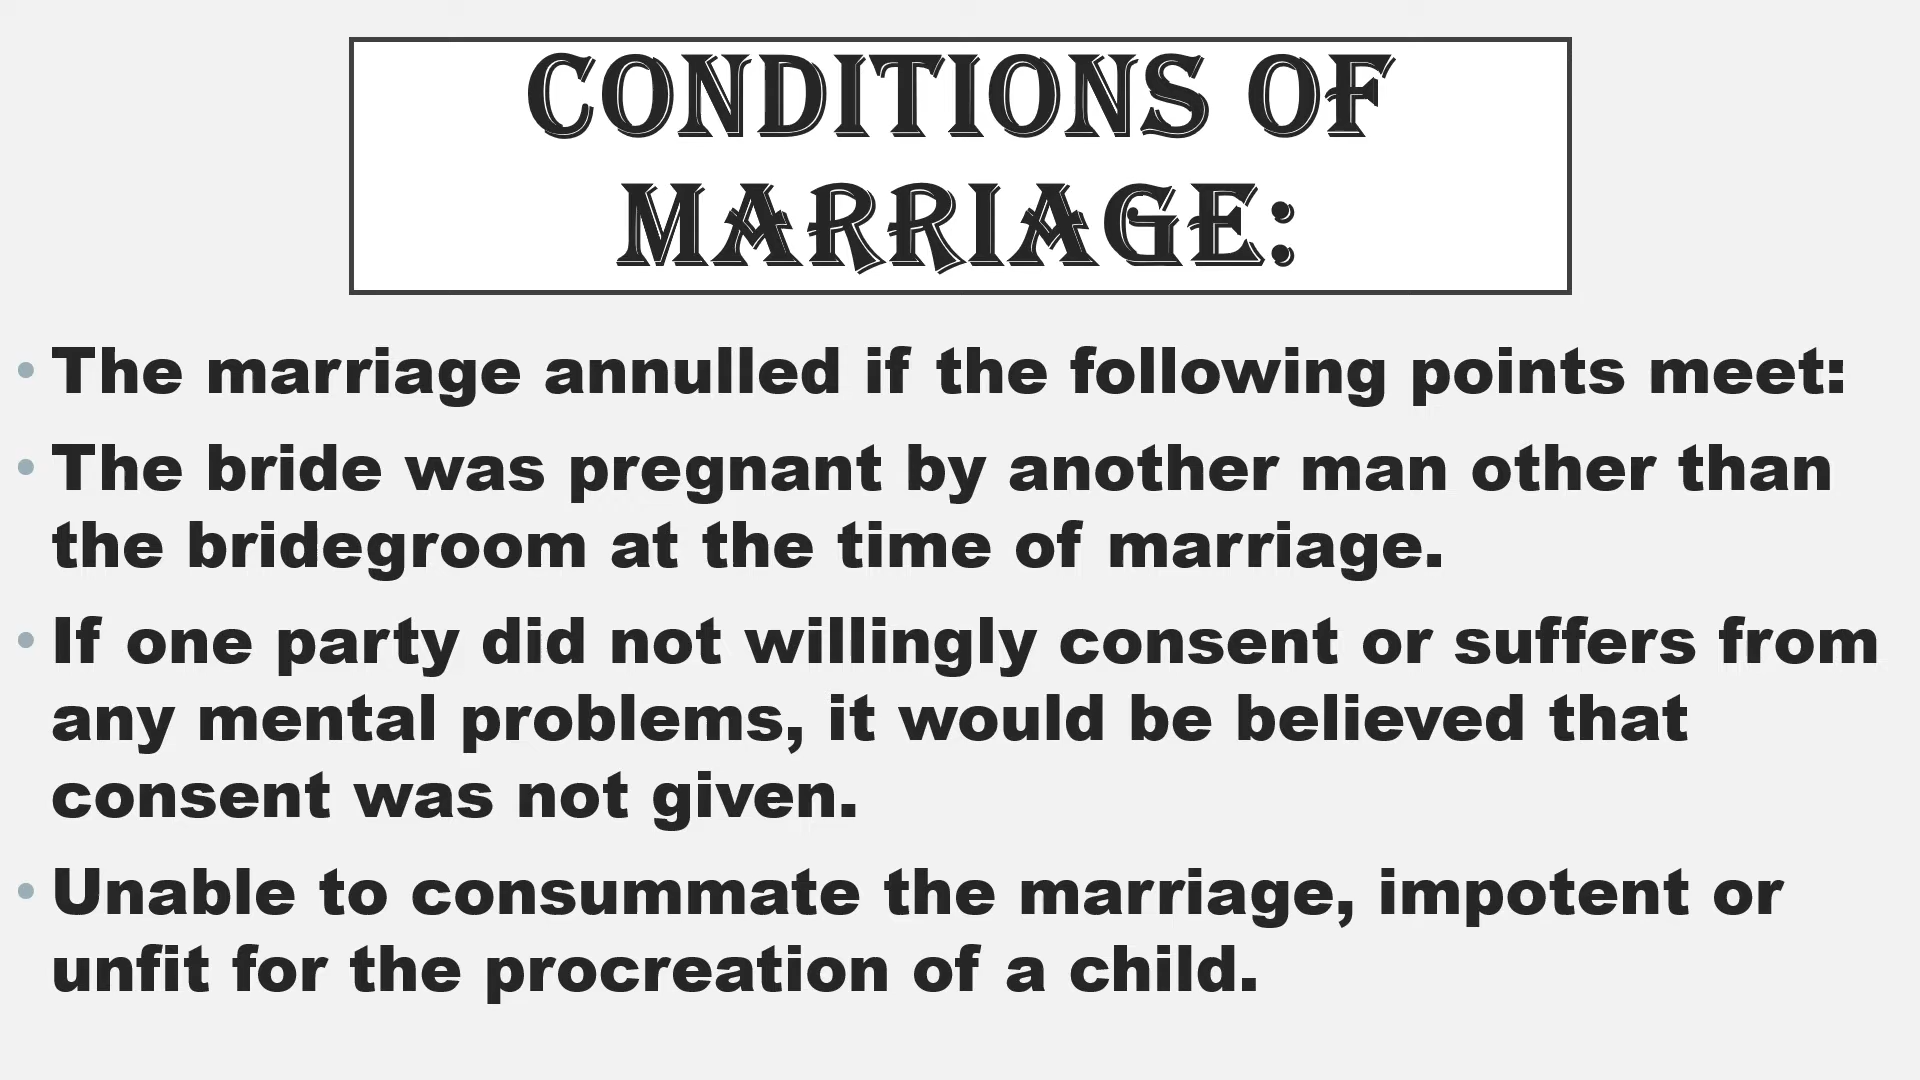 CONDITIONS OF
MARRIAGE:
• The marriage annulled if the following points meet:
• The bride was pregnant by another man other than
the bridegroom at the time of marriage.
• If one party did not willingly consent or suffers from
any mental problems, it would be believed that
consent was not given.
• Unable to consummate the marriage, impotent or
unfit for the procreation of a child.